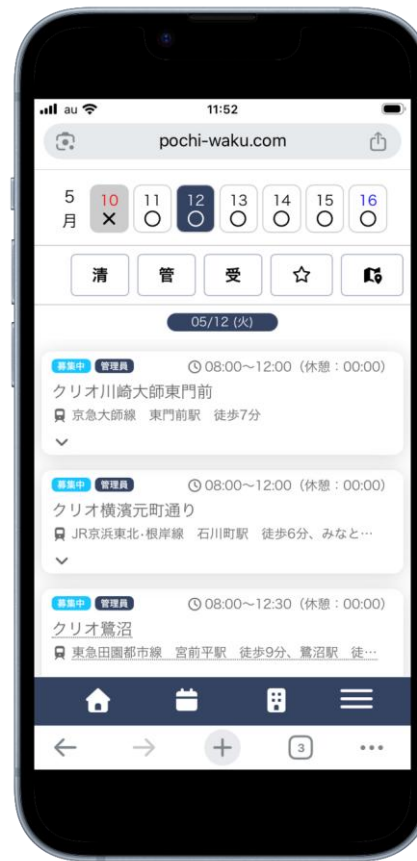 au 11:52
pochi-waku.com
5月 10 11 12 13 14 15 16
× ○ ○ ○ ○ ○ ○
清 管 受 ☆
05/12 (火)
募集中 管理員 08:00〜12:00（休憩：00:00）
クリオ川崎大師東門前
京急大師線　東門前駅　徒歩7分
募集中 管理員 08:00〜12:00（休憩：00:00）
クリオ横濱元町通り
JR京浜東北・根岸線　石川町駅　徒歩6分、みなと…
募集中 管理員 08:00〜12:30（休憩：00:00）
クリオ鷺沼
東急田園都市線　宮前平駅　徒歩9分、鷺沼駅　徒…
3